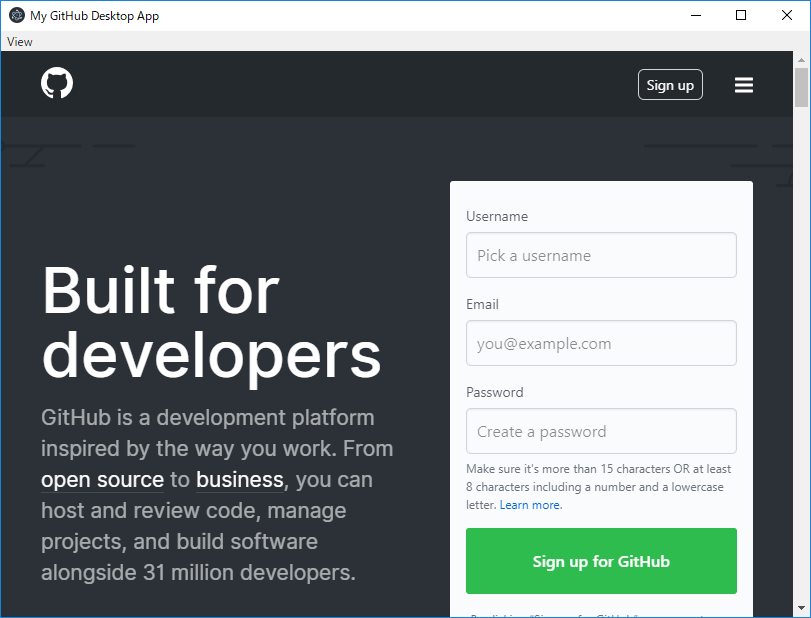 My GitHub Desktop App
View
Sign up
Built for
developers
GitHub is a development platform
inspired by the way you work. From
open source to business, you can
host and review code, manage
projects, and build software
alongside 31 million developers.
Username
Pick a username
Email
you@example.com
Password
Create a password
Make sure it's more than 15 characters OR at least
8 characters including a number and a lowercase
letter. Learn more.
Sign up for GitHub